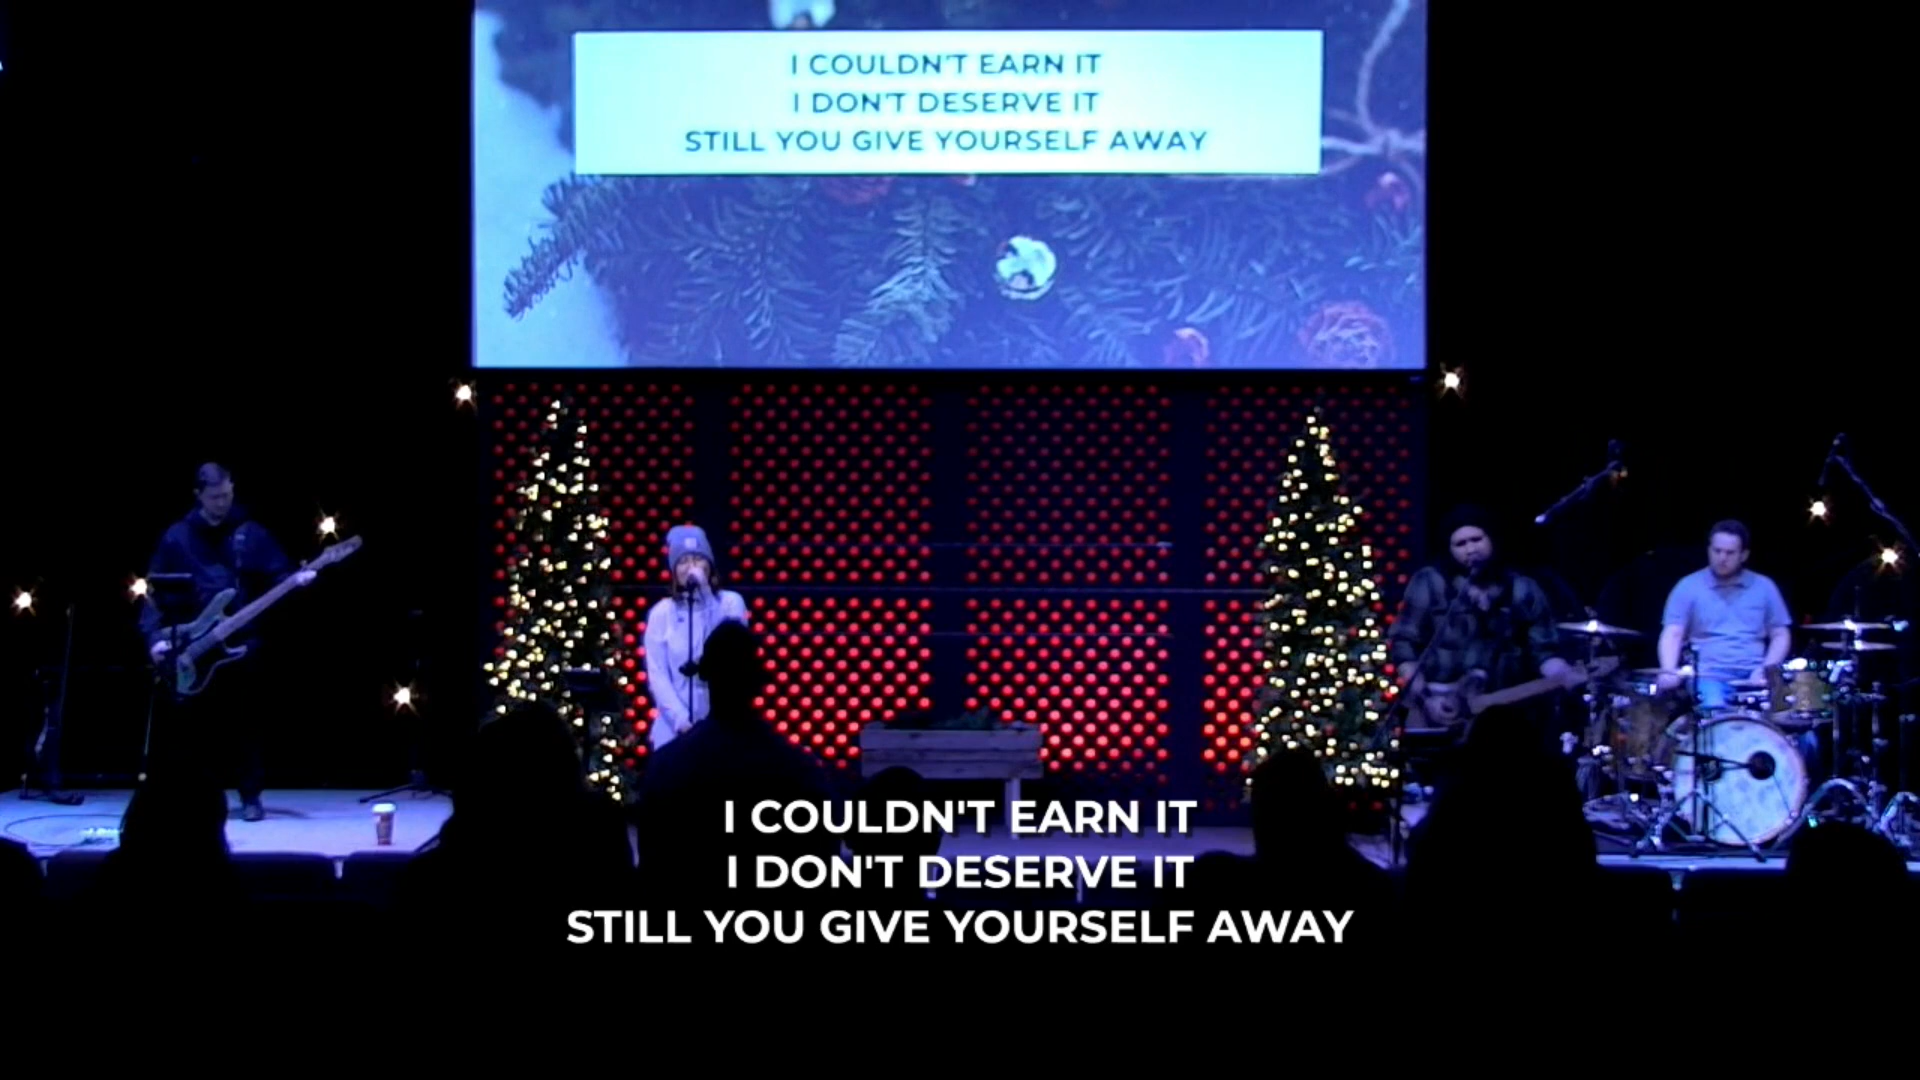 I COULDN'T EARN IT
I DON'T DESERVE IT
STILL YOU GIVE YOURSELF AWAY
I COULDN'T EARN IT
I DON'T DESERVE IT
STILL YOU GIVE YOURSELF AWAY